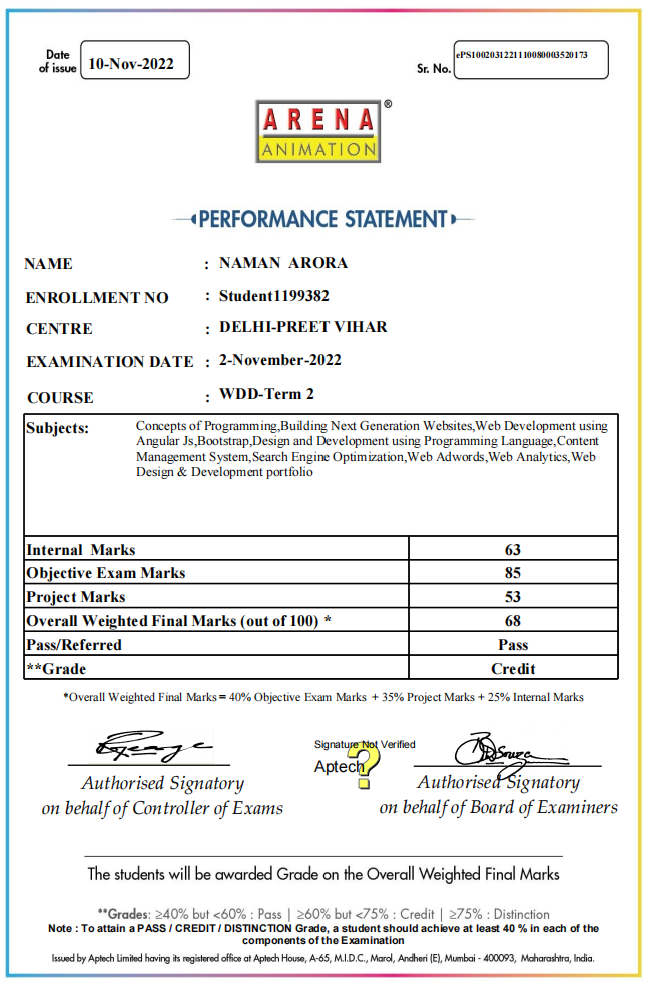 Date
of issue
10-Nov-2022
Sr. No.
ePS1002031221110080003520173
ARENA ®
ANIMATION
PERFORMANCE STATEMENT
NAME : NAMAN ARORA
ENROLLMENT NO : Student1199382
CENTRE : DELHI-PREET VIHAR
EXAMINATION DATE : 2-November-2022
COURSE : WDD-Term 2
Subjects: Concepts of Programming,Building Next Generation Websites,Web Development using
Angular Js,Bootstrap,Design and Development using Programming Language,Content
Management System,Search Engine Optimization,Web Adwords,Web Analytics,Web
Design & Development portfolio
Internal Marks 63
Objective Exam Marks 85
Project Marks 53
Overall Weighted Final Marks (out of 100) * 68
Pass/Referred Pass
**Grade Credit
*Overall Weighted Final Marks = 40% Objective Exam Marks + 35% Project Marks + 25% Internal Marks
Signature Not Verified
Aptech ?
Authorised Signatory
on behalf of Controller of Exams
Authorised Signatory
on behalf of Board of Examiners
The students will be awarded Grade on the Overall Weighted Final Marks
**Grades: ≥40% but <60% : Pass | ≥60% but <75% : Credit | ≥75% : Distinction
Note : To attain a PASS / CREDIT / DISTINCTION Grade, a student should achieve at least 40 % in each of the
components of the Examination
Issued by Aptech Limited having its registered office at Aptech House, A-65, M.I.D.C., Marol, Andheri (E), Mumbai - 400093, Maharashtra, India.